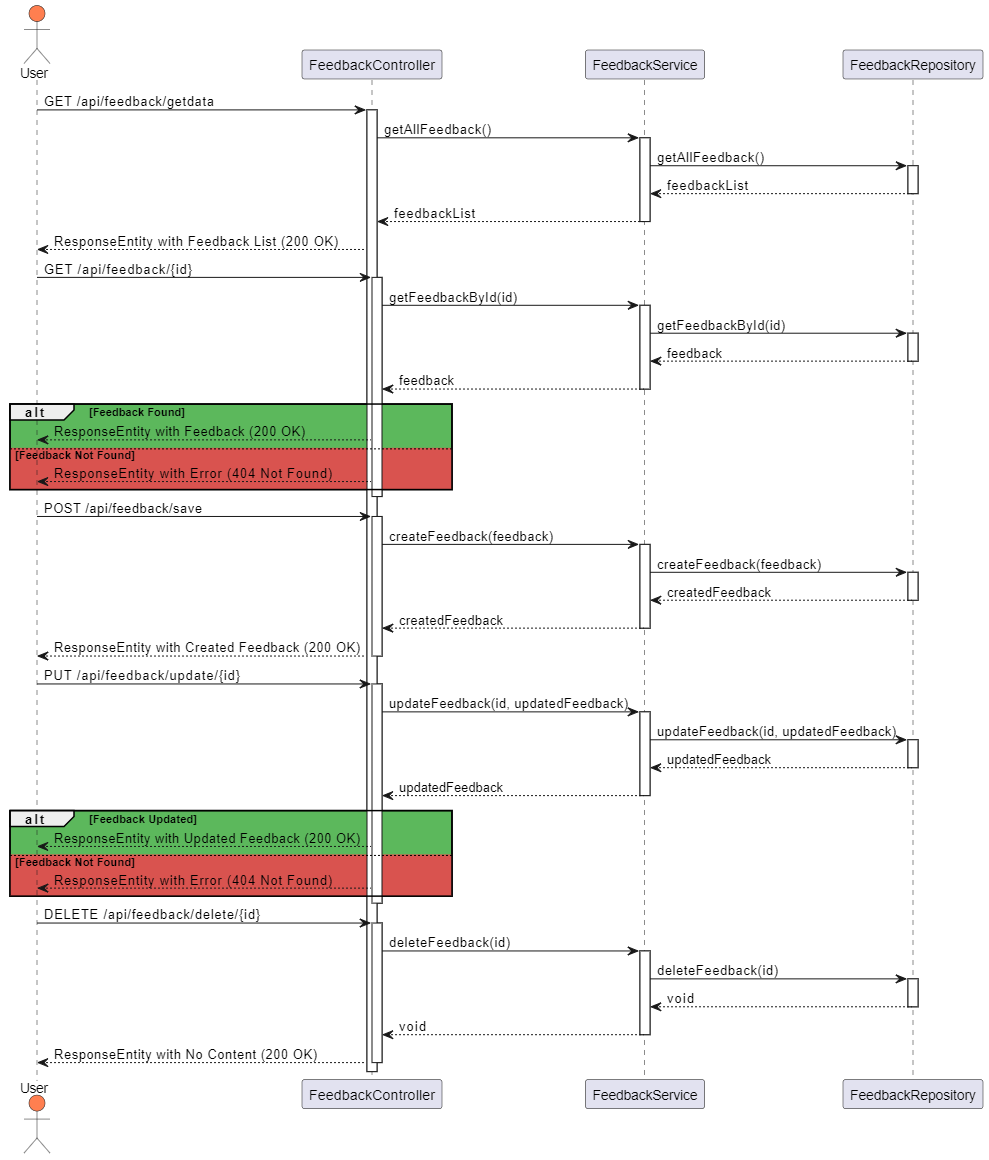 User
FeedbackController
FeedbackService
FeedbackRepository
GET /api/feedback/getdata
getAllFeedback()
getAllFeedback()
feedbackList
feedbackList
ResponseEntity with Feedback List (200 OK)
GET /api/feedback/{id}
getFeedbackById(id)
getFeedbackById(id)
feedback
feedback
alt
[Feedback Found]
ResponseEntity with Feedback (200 OK)
[Feedback Not Found]
ResponseEntity with Error (404 Not Found)
POST /api/feedback/save
createFeedback(feedback)
createFeedback(feedback)
createdFeedback
createdFeedback
ResponseEntity with Created Feedback (200 OK)
PUT /api/feedback/update/{id}
updateFeedback(id, updatedFeedback)
updateFeedback(id, updatedFeedback)
updatedFeedback
updatedFeedback
alt
[Feedback Updated]
ResponseEntity with Updated Feedback (200 OK)
[Feedback Not Found]
ResponseEntity with Error (404 Not Found)
DELETE /api/feedback/delete/{id}
deleteFeedback(id)
deleteFeedback(id)
void
void
ResponseEntity with No Content (200 OK)
User
FeedbackController
FeedbackService
FeedbackRepository